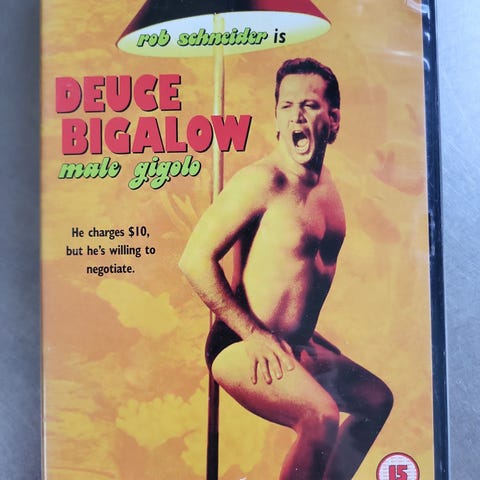 rob schneider is
DEUCE
BIGALOW
male gigolo
He charges $10,
but he's willing to
negotiate.
15